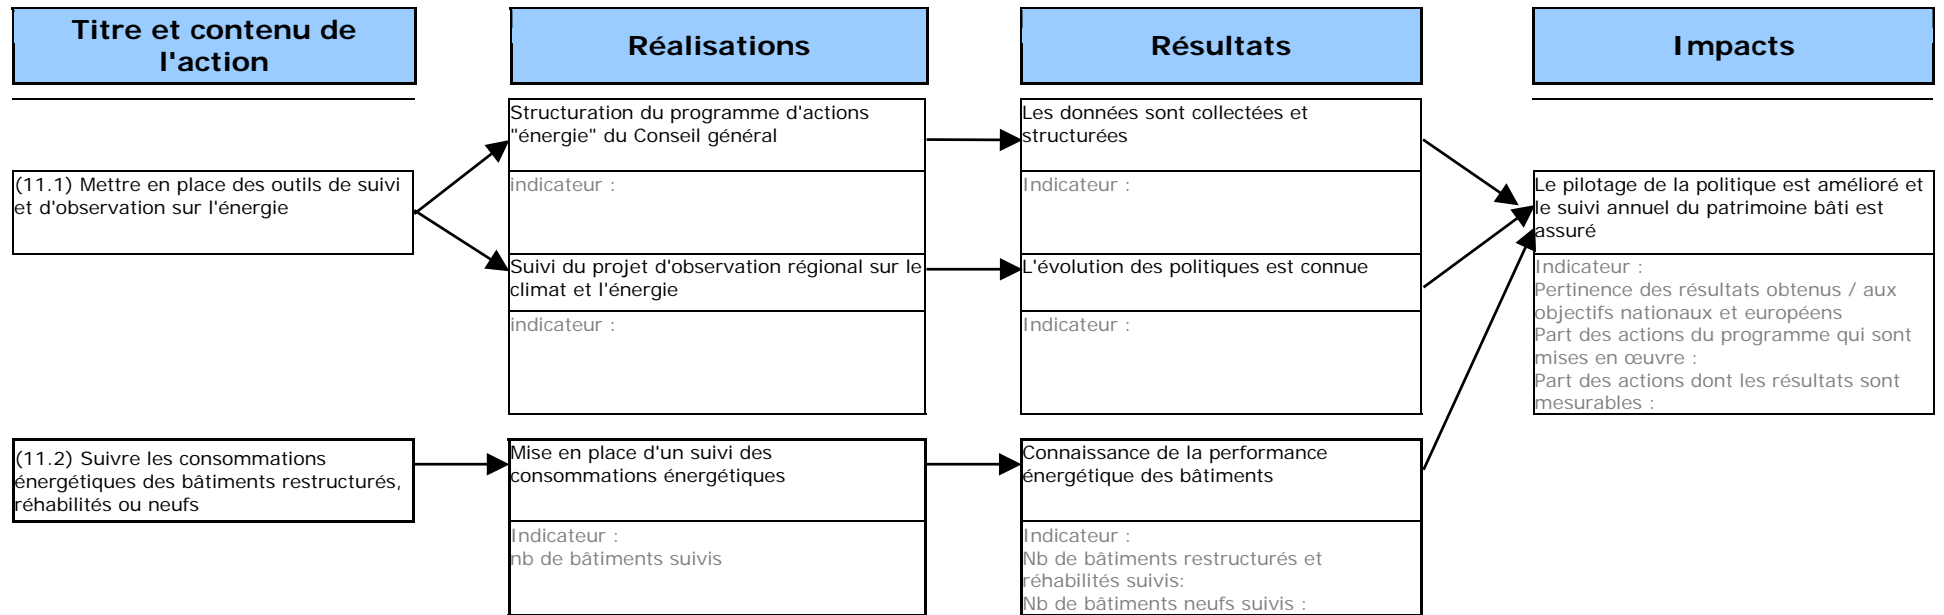 Titre et contenu de
l'action
Réalisations
Résultats
Impacts
Structuration du programme d'actions
"énergie" du Conseil général
Les données sont collectées et
structurées
(11.1) Mettre en place des outils de suivi
et d'observation sur l'énergie
indicateur :
Indicateur :
Le pilotage de la politique est amélioré et
le suivi annuel du patrimoine bâti est
assuré
Suivi du projet d'observation régional sur le
climat et l'énergie
L'évolution des politiques est connue
indicateur :
Indicateur :
Indicateur :
Pertinence des résultats obtenus / aux
objectifs nationaux et européens
Part des actions du programme qui sont
mises en œuvre :
Part des actions dont les résultats sont
mesurables :
(11.2) Suivre les consommations
énergétiques des bâtiments restructurés,
réhabilités ou neufs
Mise en place d'un suivi des
consommations énergétiques
Connaissance de la performance
énergétique des bâtiments
Indicateur :
nb de bâtiments suivis
Indicateur :
Nb de bâtiments restructurés et
réhabilités suivis:
Nb de bâtiments neufs suivis :